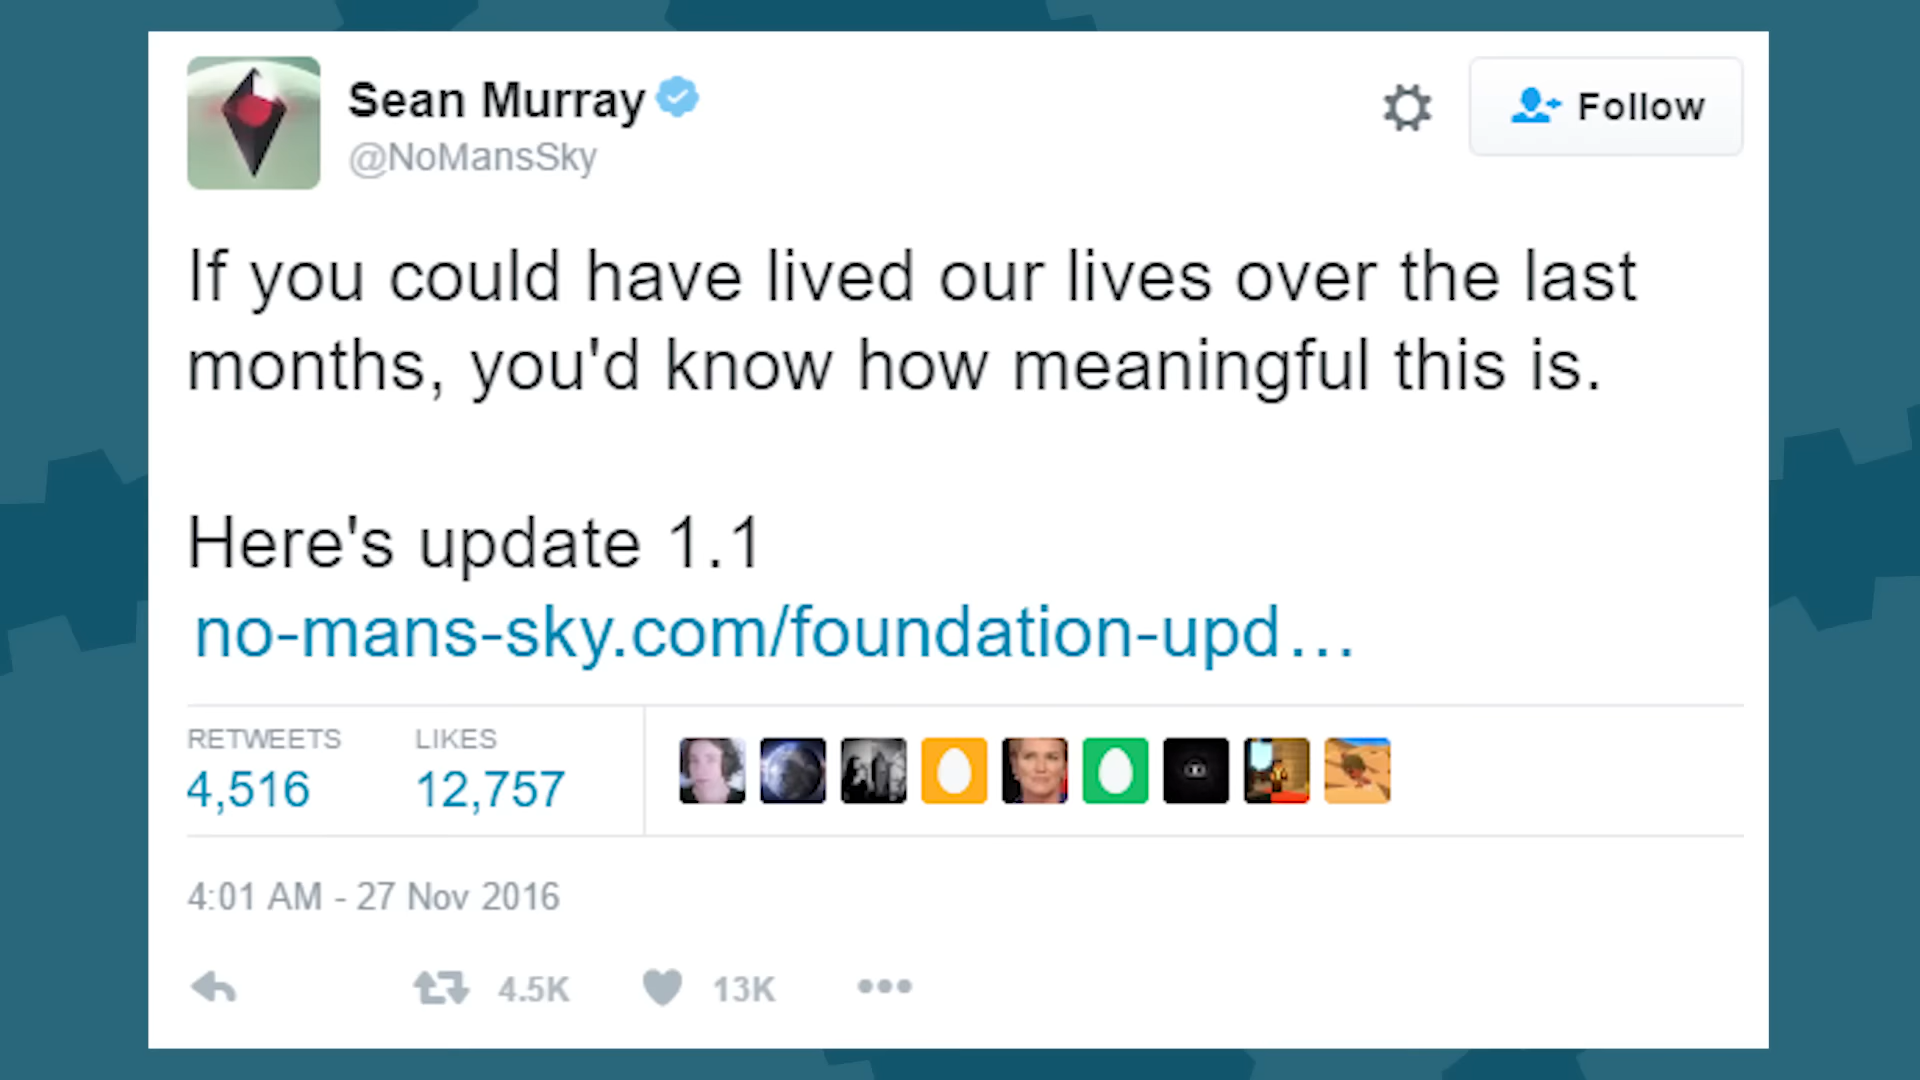 Sean Murray
@NoMansSky
Follow
If you could have lived our lives over the last
months, you'd know how meaningful this is.
Here's update 1.1
no-mans-sky.com/foundation-upd…
RETWEETS LIKES
4,516 12,757
4:01 AM - 27 Nov 2016
4.5K 13K